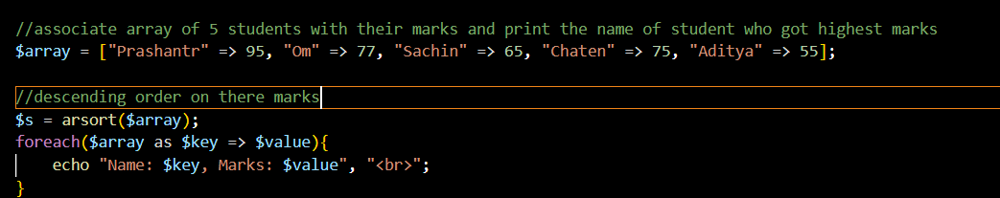 //associate array of 5 students with their marks and print the name of student who got highest marks
$array = ["Prashantr" => 95, "Om" => 77, "Sachin" => 65, "Chaten" => 75, "Aditya" => 55];
//descending order on there marks
$s = arsort($array);
foreach($array as $key => $value){
    echo "Name: $key, Marks: $value", "<br>";
}